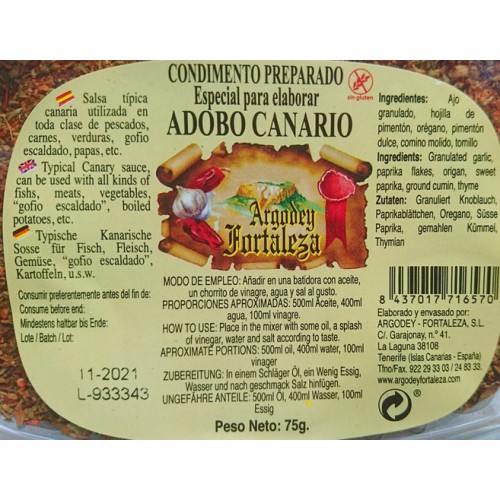 CONDIMENTO PREPARADO
Especial para elaborar
ADOBO CANARIO
sin gluten
Salsa típica
canaria utilizada en
toda clase de pescados,
carnes, verduras, gofio
escaldado, papas, etc.
Typical Canary sauce,
can be used with all kinds of
fish, meats, vegetables,
"gofio escaldado", boiled
potatoes, etc.
Typische Kanarische
Sosse für Fisch, Fleisch,
Gemüse, "gofio escaldado",
Kartoffeln, u.s.w.
Consumir preferentemente antes del fin de:
Consume before end:
Mindestens haltbar bis Ende:
Lote / Batch / Lot:
11-2021
L-933343
Argodey
Fortaleza
MODO DE EMPLEO: Añadir en una batidora con aceite,
un chorrito de vinagre, agua y sal al gusto.
PROPORCIONES APROXIMADAS: 500ml Aceite, 400ml
agua, 100ml vinagre.
HOW TO USE: Place in the mixer with some oil, a splash
of vinegar, water and salt according to taste.
APROXIMATE PORTIONS: 500ml oil, 400ml water, 100ml
vinager
ZUBEREITUNG: In einem Schläger Öl, ein Wenig Essig,
Wasser und nach geschmack Salz hinfügen.
UNGEFÄHRE ANTEILE: 500ml Öl, 400ml Wasser, 100ml
Essig
Peso Neto: 75g.
Ingredientes: Ajo
granulado, hojilla de
pimentón, orégano, pimentón
dulce, comino molido, tomillo
Ingredients: Granulated garlic,
paprika flakes, origan, sweet
paprika, ground cumin, thyme
Zutaten: Granuliert Knoblauch,
Paprikablättchen, Oregano, Süsse
Paprika, gemahlen Kümmel,
Thymian
8 437017 716570
Elaborado y envasado por:
ARGODEY - FORTALEZA, S.L.
C/. Garajonay, n.º 41.
La Laguna 38108
Tenerife (Islas Canarias - España)
Tfno/Fax. 922 29 33 03 / 24 83 33.
www.argodeyfortaleza.com